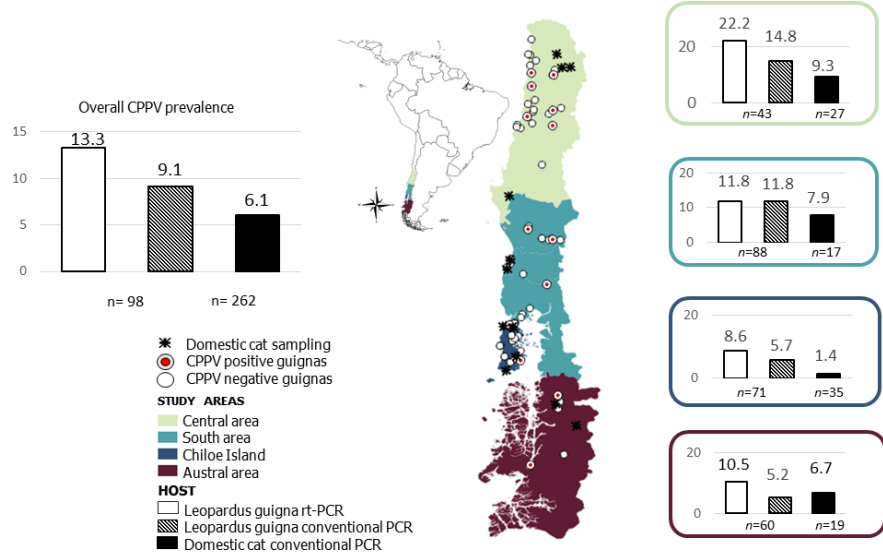 Overall CPPV prevalence
15
10
5
0
13.3
9.1
6.1
n= 98 n= 262
Domestic cat sampling
CPPV positive guignas
CPPV negative guignas
STUDY AREAS
Central area
South area
Chiloe Island
Austral area
HOST
Leopardus guigna rt-PCR
Leopardus guigna conventional PCR
Domestic cat conventional PCR
22.2 14.8 9.3
20
0
n=43 n=27
11.8 11.8 7.9
20
10
0
n=88 n=17
20
8.6 5.7 1.4
0
n=71 n=35
20
10.5 5.2 6.7
0
n=60 n=19